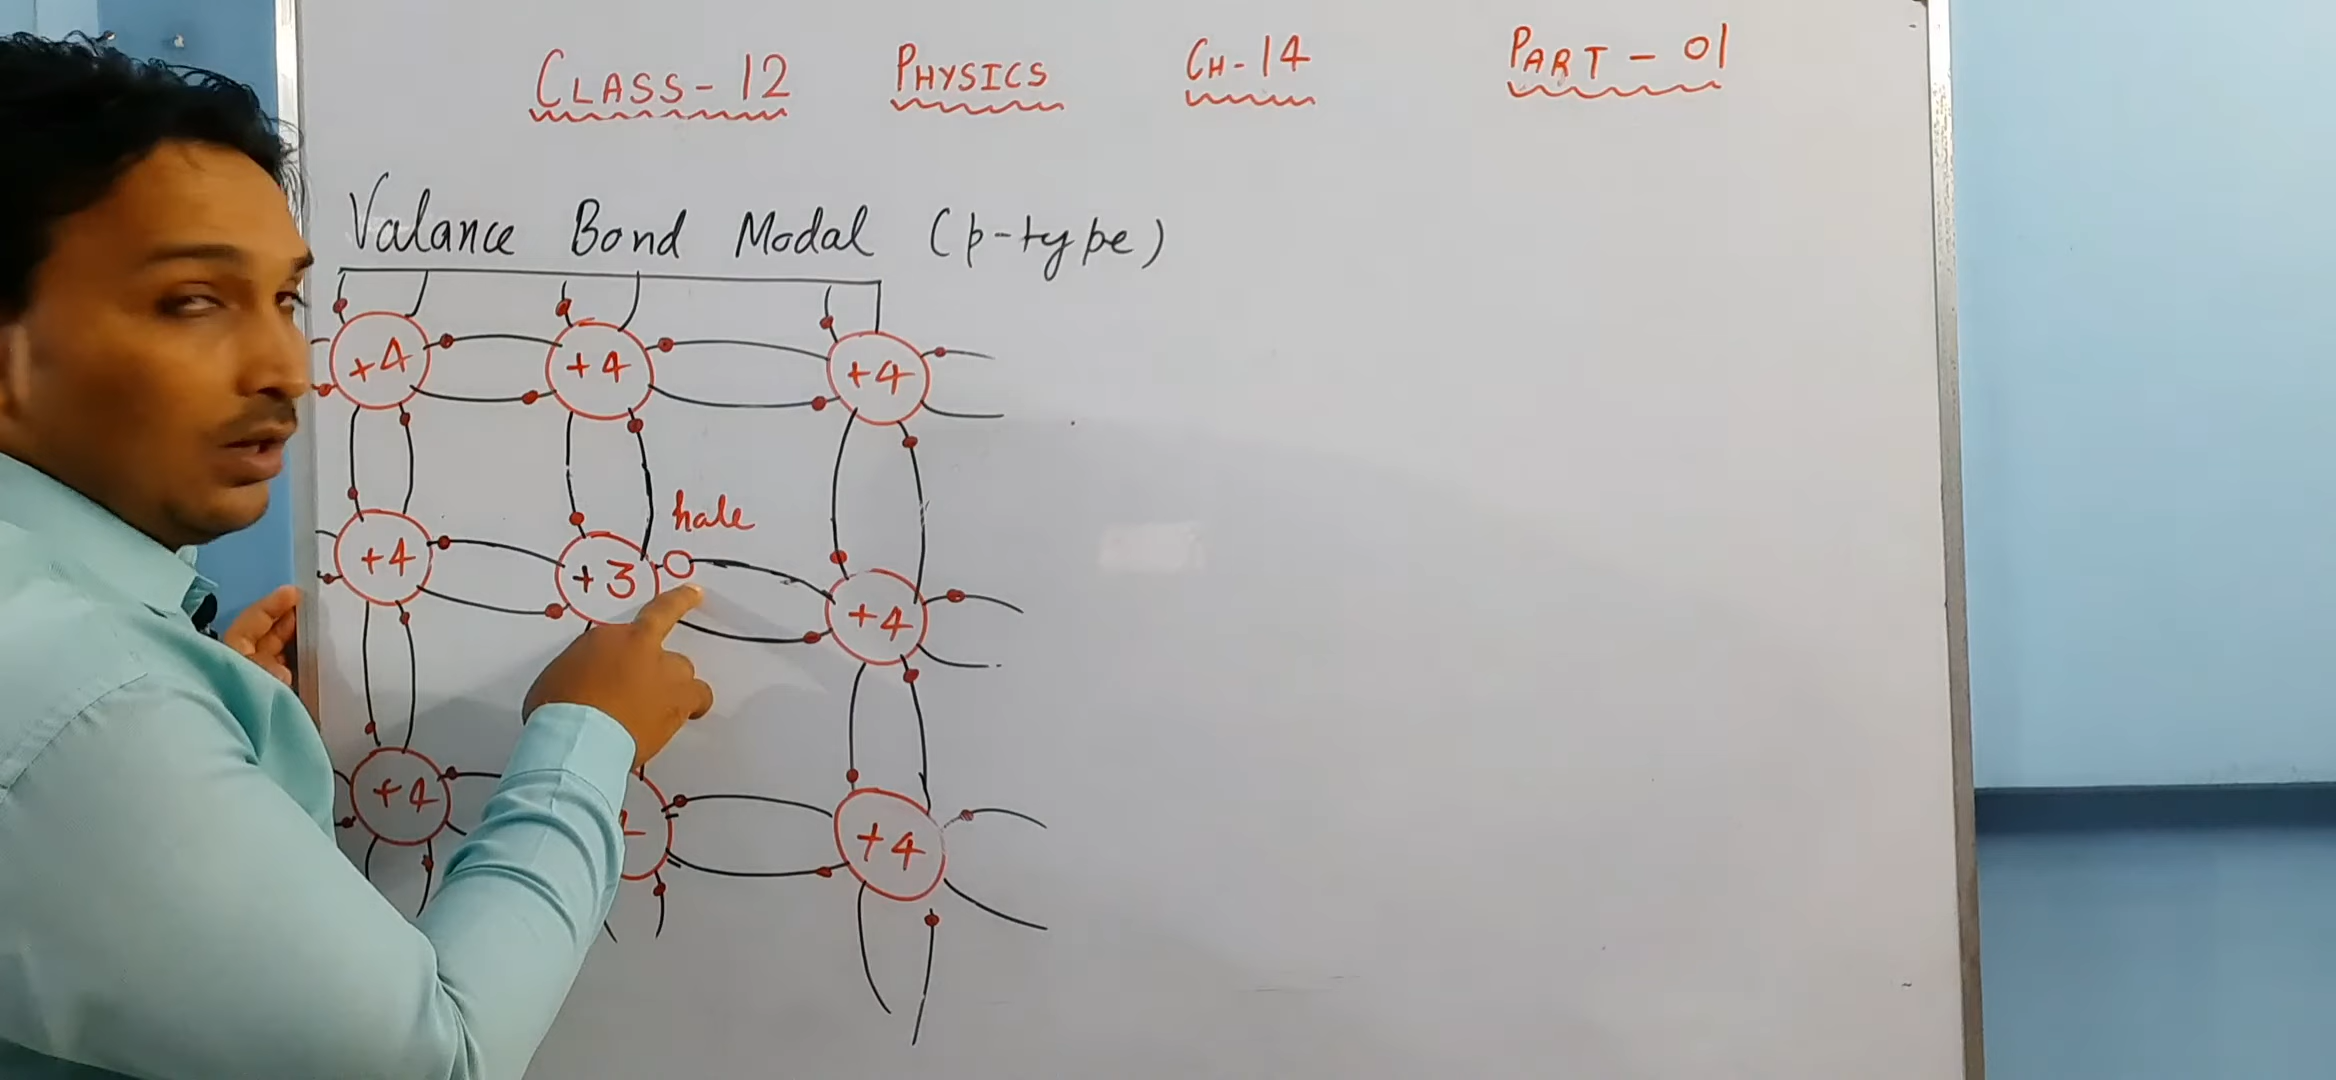 CLASS-12 PHYSICS CH-14 PART-01
Valance Bond Modal (p-type)
+4 +4 +4
hole
+4 +3 +4
+4 +4